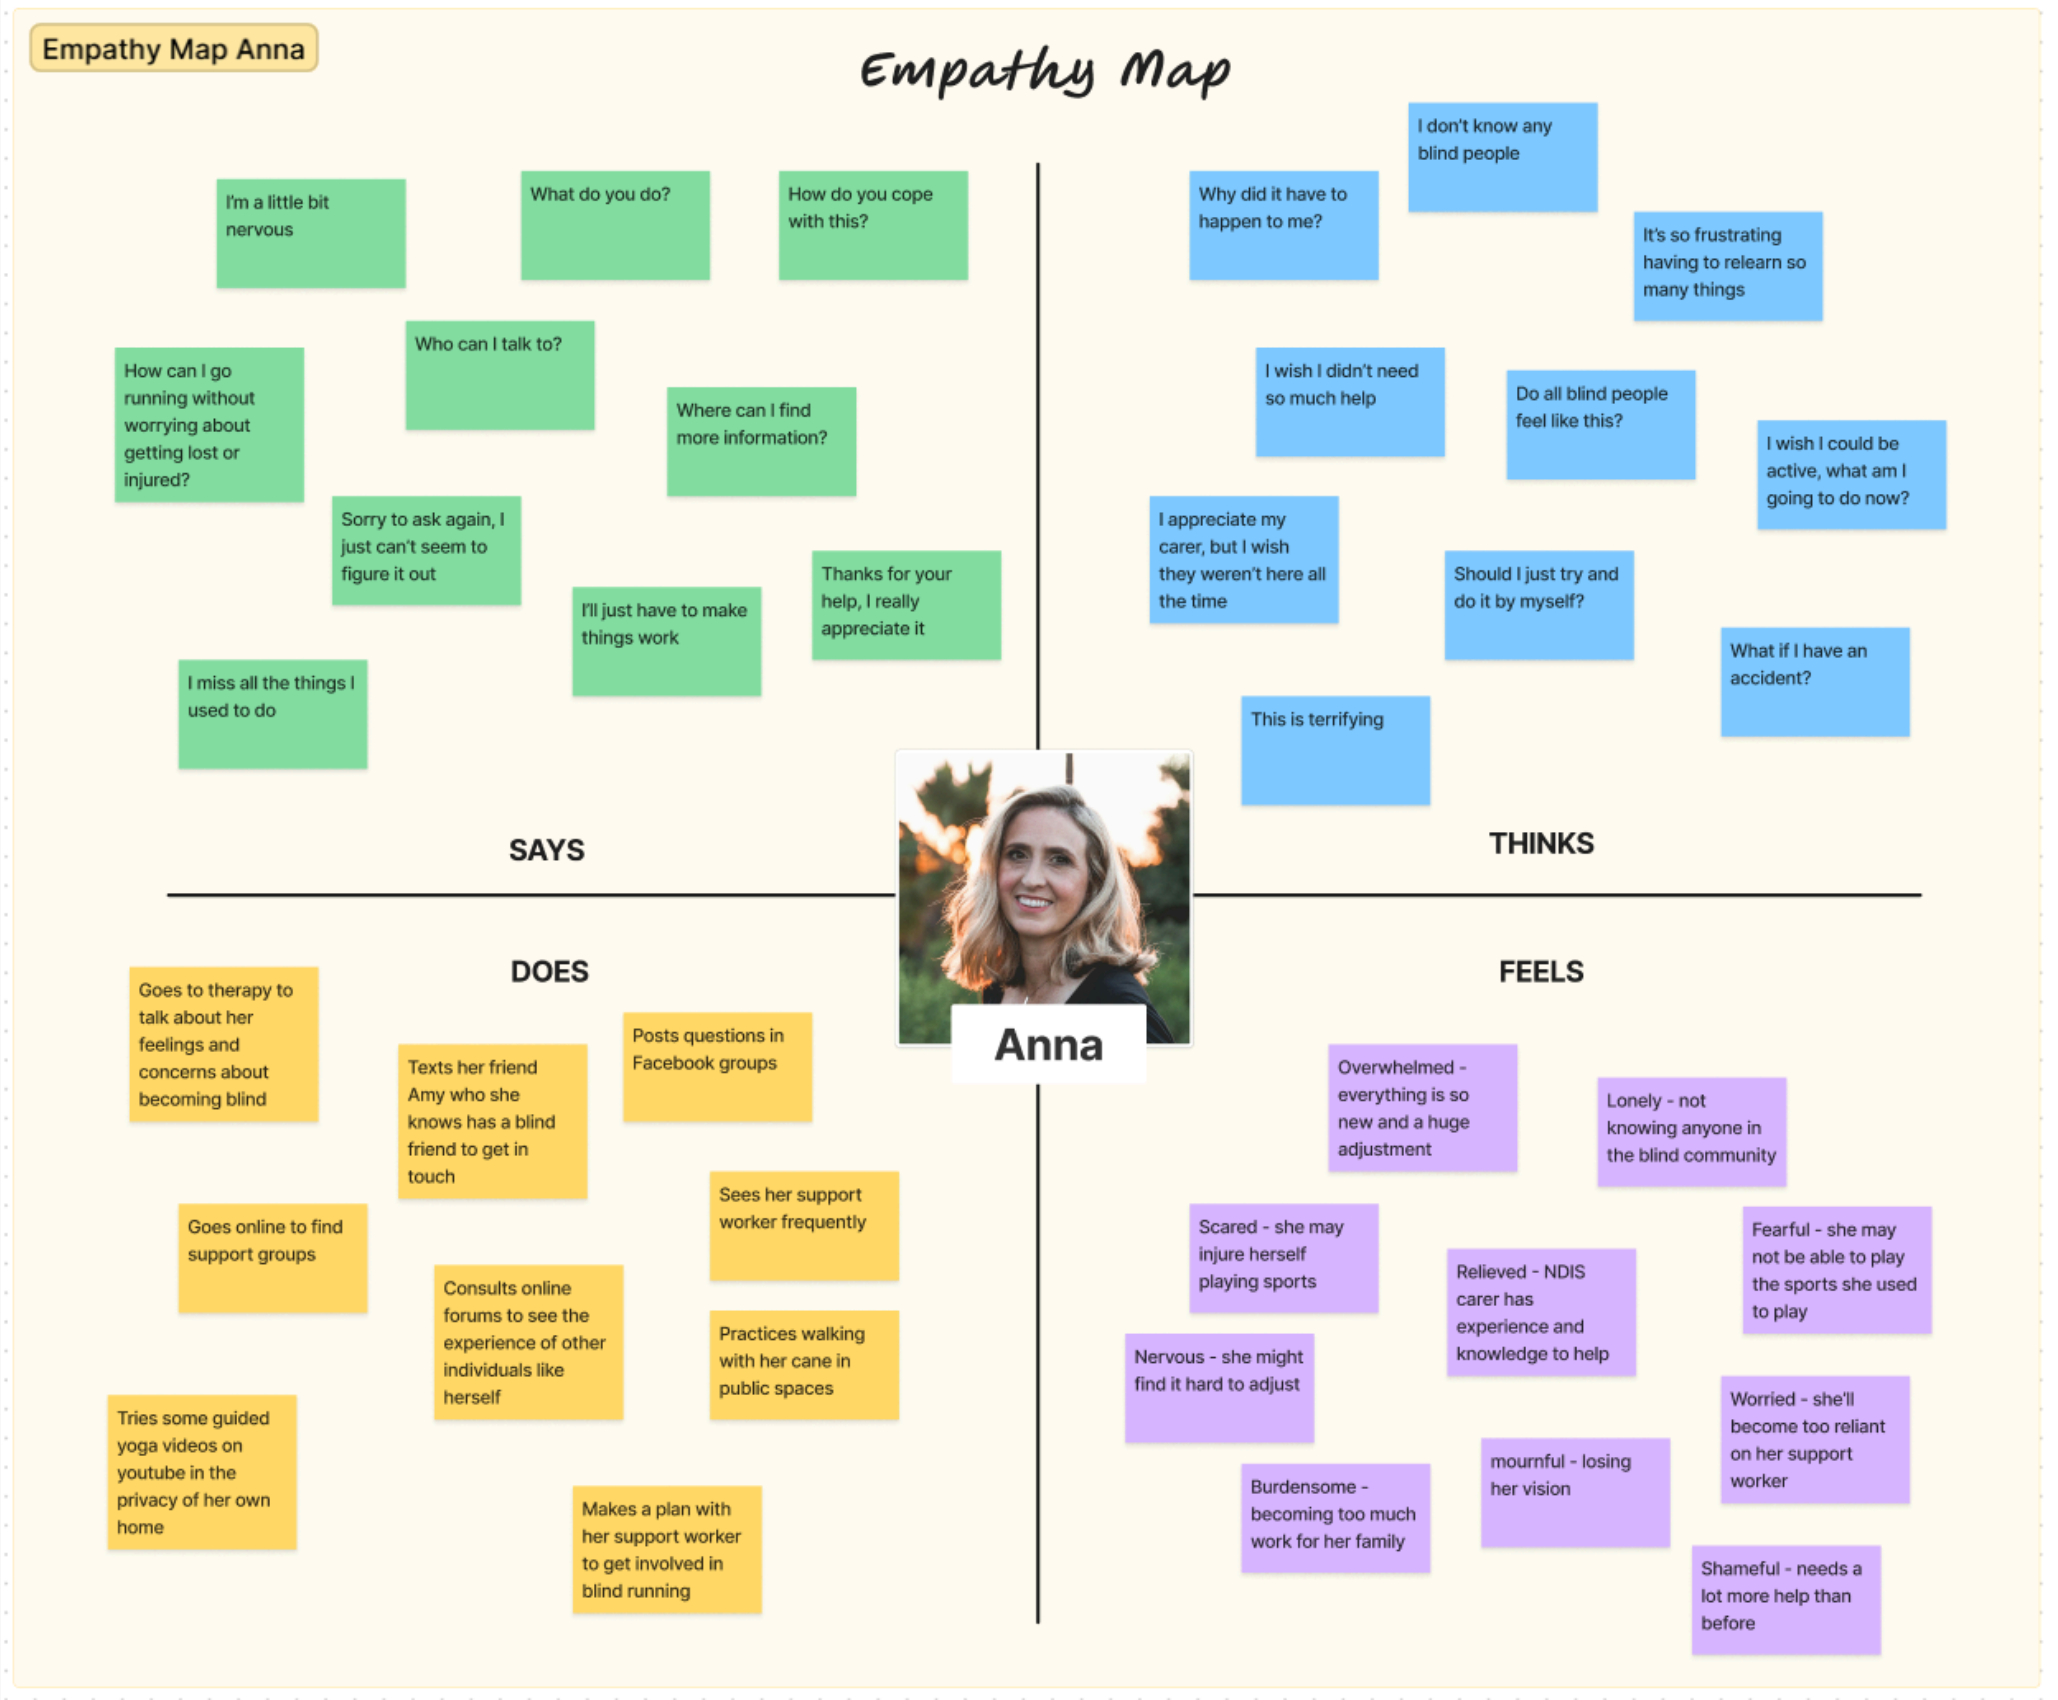 Empathy Map Anna
Empathy Map
I'm a little bit
nervous
What do you do?
How do you cope
with this?
How can I go
running without
worrying about
getting lost or
injured?
Who can I talk to?
Where can I find
more information?
Sorry to ask again, I
just can't seem to
figure it out
I'll just have to make
things work
Thanks for your
help, I really
appreciate it
I miss all the things I
used to do
SAYS
I don't know any
blind people
Why did it have to
happen to me?
It's so frustrating
having to relearn so
many things
I wish I didn't need
so much help
Do all blind people
feel like this?
I wish I could be
active, what am I
going to do now?
I appreciate my
carer, but I wish
they weren't here all
the time
Should I just try and
do it by myself?
What if I have an
accident?
This is terrifying
THINKS
Anna
DOES
Goes to therapy to
talk about her
feelings and
concerns about
becoming blind
Texts her friend
Amy who she
knows has a blind
friend to get in
touch
Posts questions in
Facebook groups
Goes online to find
support groups
Sees her support
worker frequently
Consults online
forums to see the
experience of other
individuals like
herself
Practices walking
with her cane in
public spaces
Tries some guided
yoga videos on
youtube in the
privacy of her own
home
Makes a plan with
her support worker
to get involved in
blind running
FEELS
Overwhelmed -
everything is so
new and a huge
adjustment
Lonely - not
knowing anyone in
the blind community
Scared - she may
injure herself
playing sports
Relieved - NDIS
carer has
experience and
knowledge to help
Fearful - she may
not be able to play
the sports she used
to play
Nervous - she might
find it hard to adjust
Worried - she'll
become too reliant
on her support
worker
Burdensome -
becoming too much
work for her family
mournful - losing
her vision
Shameful - needs a
lot more help than
before